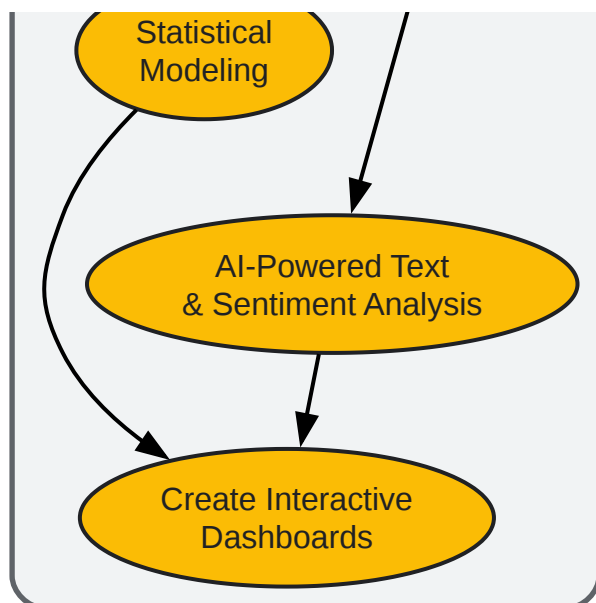 Statistical
Modeling
AI-Powered Text
& Sentiment Analysis
Create Interactive
Dashboards